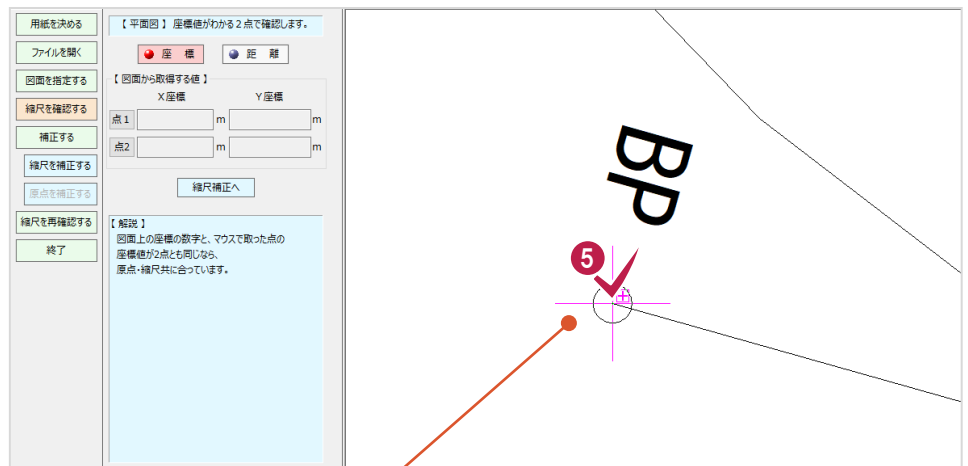 用紙を決める
ファイルを開く
図面を指定する
縮尺を確認する
補正する
縮尺を補正する
原点を補正する
縮尺を再確認する
終了
【 平面図 】 座標値がわかる2点で確認します。
座 標
距 離
【 図面から取得する値 】
X座標 Y座標
点1 m m
点2 m m
縮尺補正へ
【 解説 】
図面上の座標の数字と、マウスで取った点の
座標値が2点とも同じなら、
原点・縮尺共に合っています。
BP
5